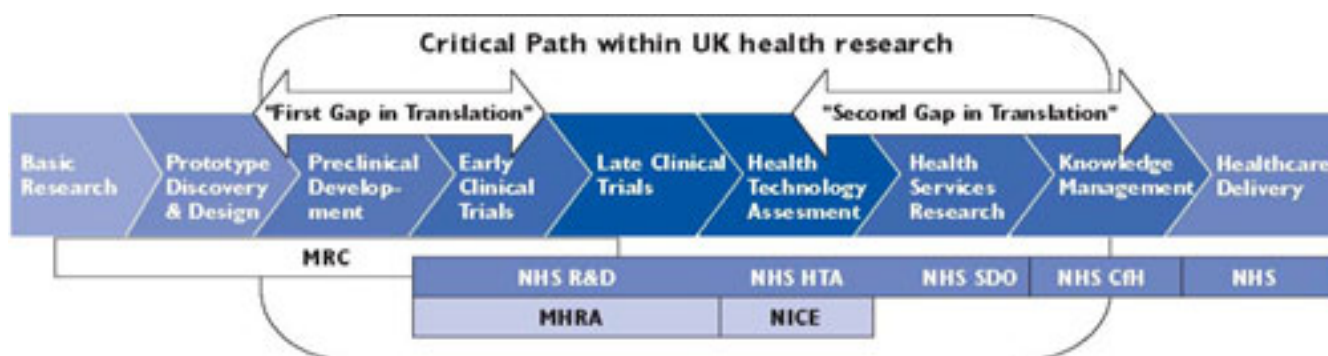 Critical Path within UK health research
"First Gap in Translation"
"Second Gap in Translation"
Basic
Research
Prototype
Discovery
& Design
Preclinical
Develop-
ment
Early
Clinical
Trials
Late Clinical
Trials
Health
Technology
Assesment
Health
Services
Research
Knowledge
Management
Healthcare
Delivery
MRC
NHS R&D
NHS HTA
NHS SDO
NHS CfH
NHS
MHRA
NICE